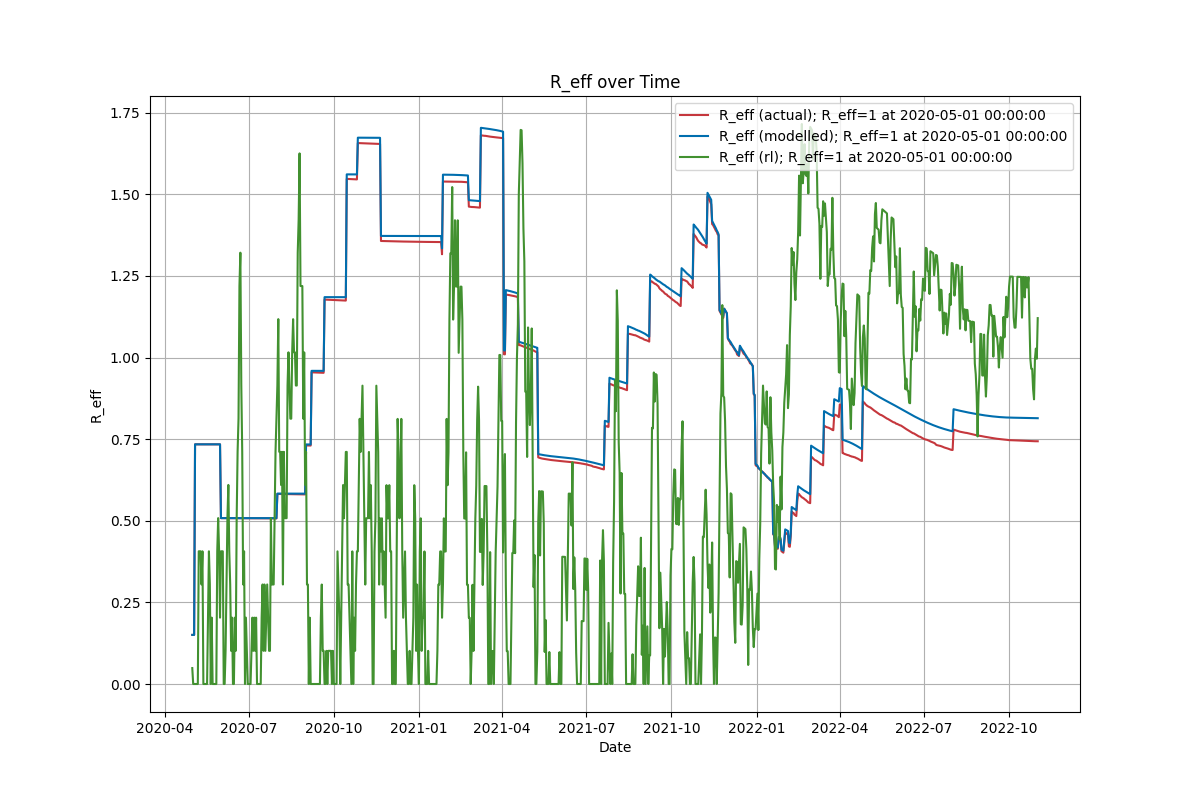 R_eff over Time
R_eff (actual); R_eff=1 at 2020-05-01 00:00:00
R_eff (modelled); R_eff=1 at 2020-05-01 00:00:00
R_eff (rl); R_eff=1 at 2020-05-01 00:00:00
R_eff
1.75
1.50
1.25
1.00
0.75
0.50
0.25
0.00
2020-04 2020-07 2020-10 2021-01 2021-04 2021-07 2021-10 2022-01 2022-04 2022-07 2022-10
Date